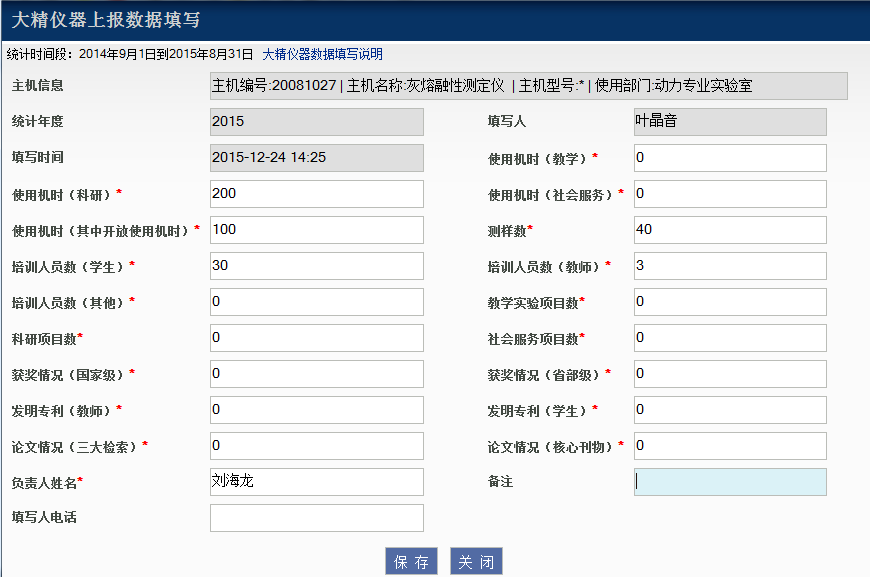 大精仪器上报数据填写
统计时间段：2014年9月1日到2015年8月31日 大精仪器数据填写说明
主机信息 主机编号:20081027 | 主机名称:灰熔融性测定仪 | 主机型号:* | 使用部门:动力专业实验室
统计年度 2015 填写人 叶晶音
填写时间 2015-12-24 14:25 使用机时（教学）* 0
使用机时（科研）* 200 使用机时（社会服务）* 0
使用机时（其中开放使用机时）* 100 测样数* 40
培训人员数（学生）* 30 培训人员数（教师）* 3
培训人员数（其他）* 0 教学实验项目数* 0
科研项目数* 0 社会服务项目数* 0
获奖情况（国家级）* 0 获奖情况（省部级）* 0
发明专利（教师）* 0 发明专利（学生）* 0
论文情况（三大检索）* 0 论文情况（核心刊物）* 0
负责人姓名* 刘海龙 备注
填写人电话
保 存 关 闭